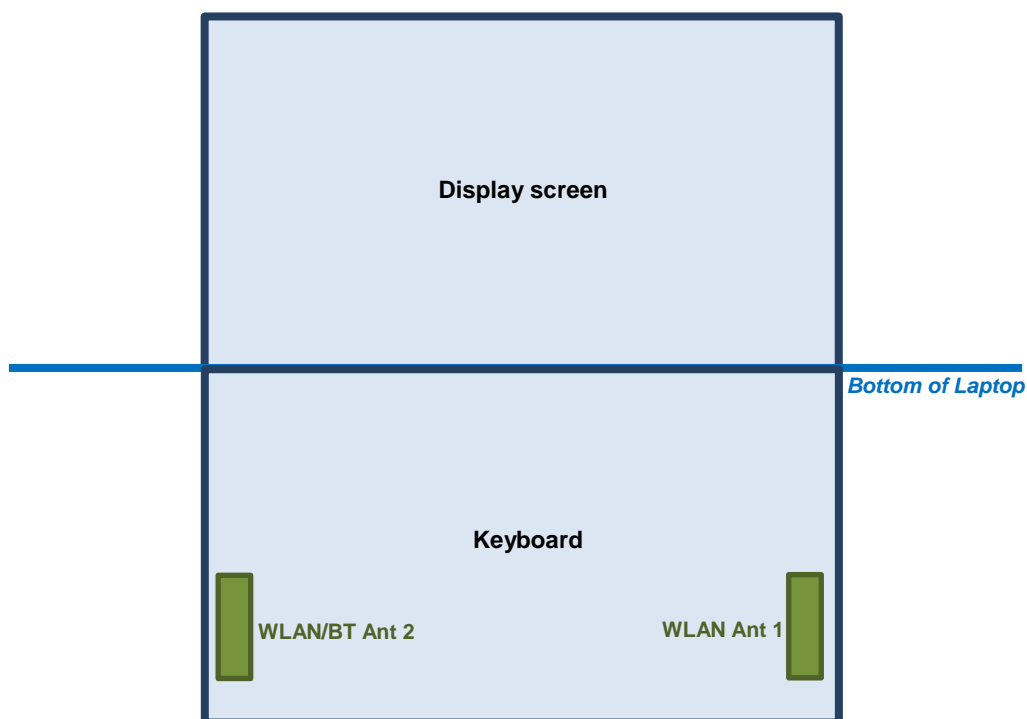 Display screen
Bottom of Laptop
Keyboard
WLAN/BT Ant 2
WLAN Ant 1